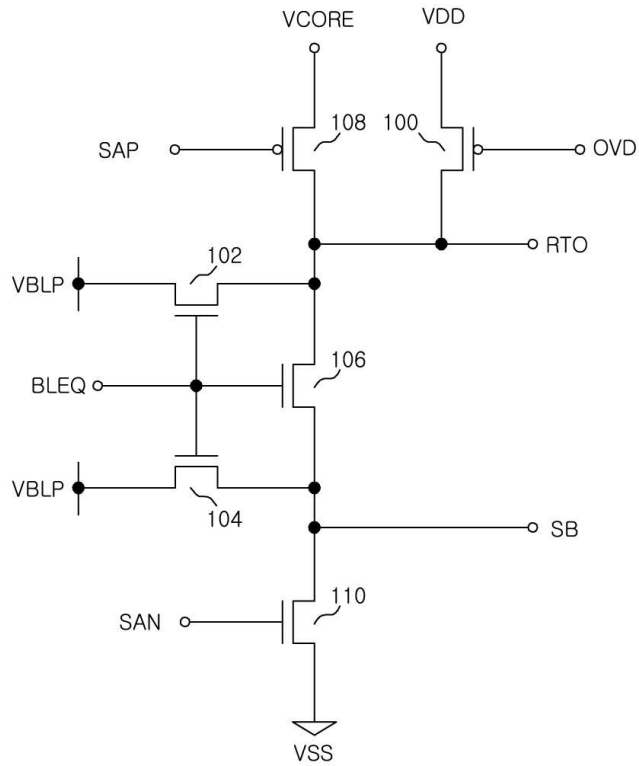 VCORE
VDD
SAP
108
100
OVD
RTO
102
VBLP
106
BLEQ
VBLP
104
SB
110
SAN
VSS